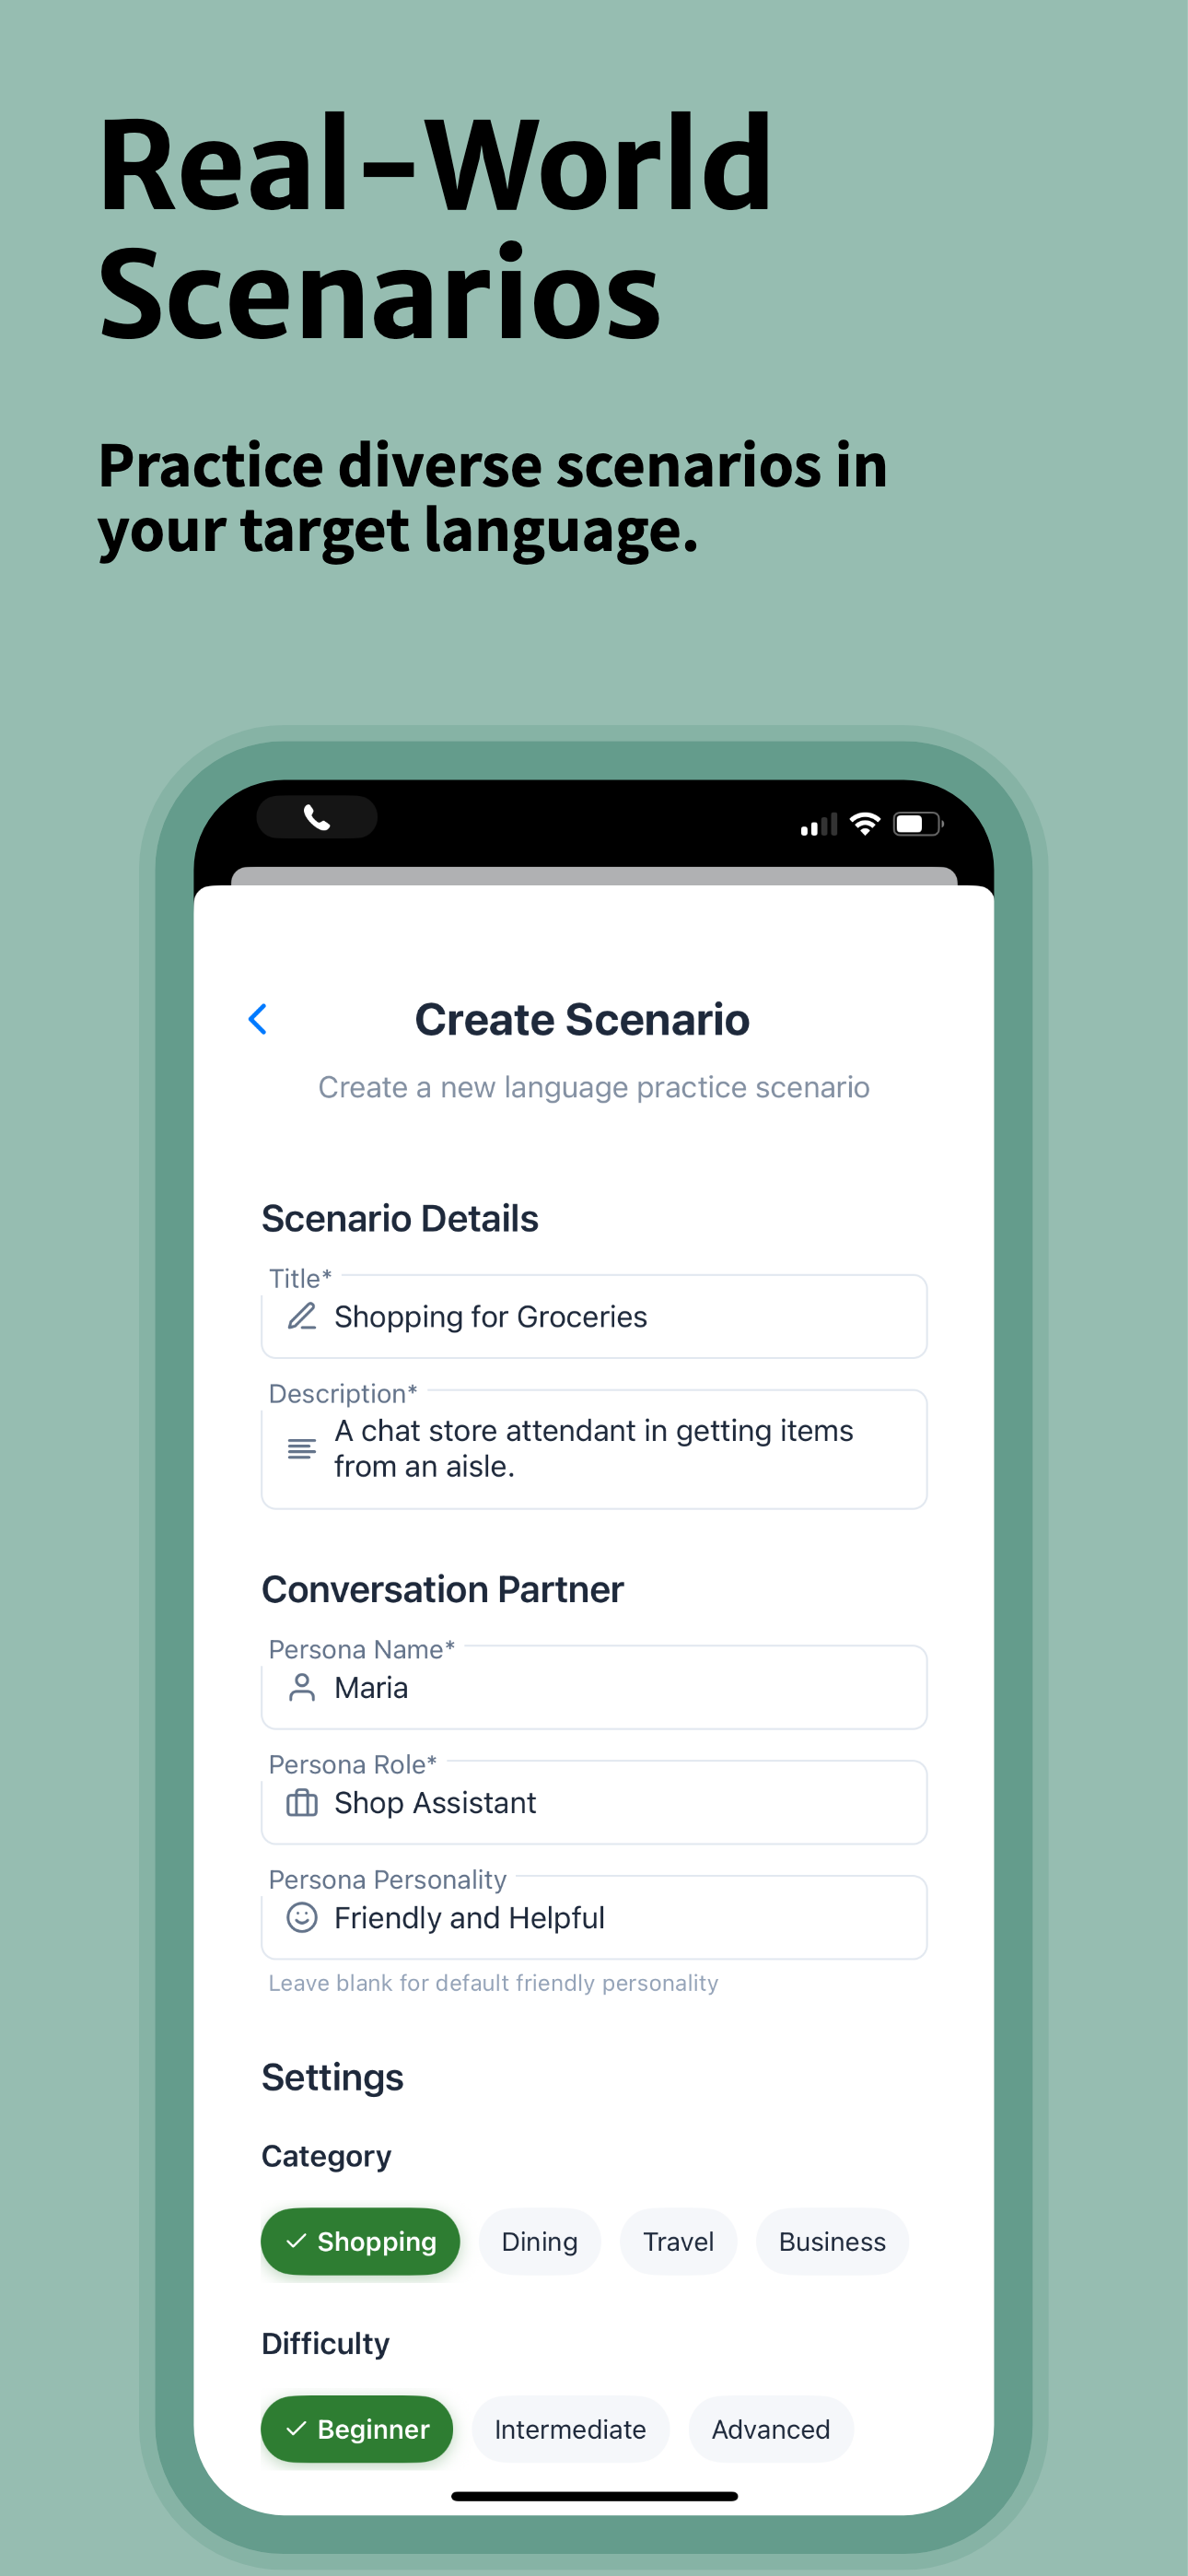 Real-World
Scenarios
Practice diverse scenarios in
your target language.
Create Scenario
Create a new language practice scenario
Scenario Details
Title*
Shopping for Groceries
Description*
A chat store attendant in getting items
from an aisle.
Conversation Partner
Persona Name*
Maria
Persona Role*
Shop Assistant
Persona Personality
Friendly and Helpful
Leave blank for default friendly personality
Settings
Category
Shopping Dining Travel Business
Difficulty
Beginner Intermediate Advanced